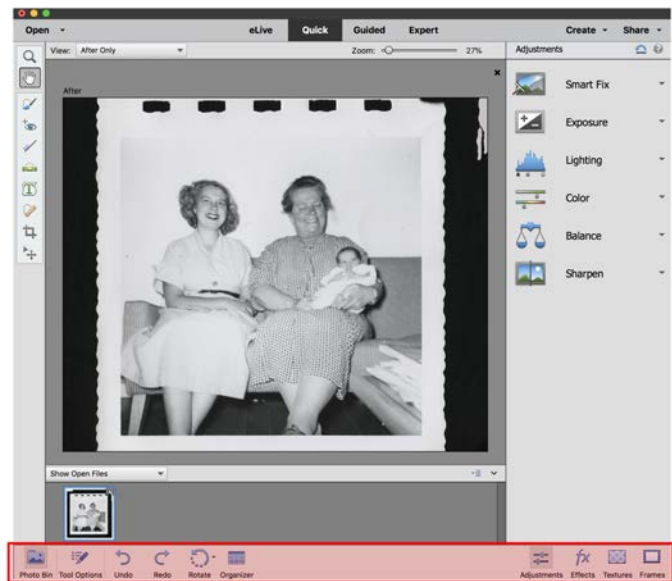 Open eLive Quick Guided Expert Create Share
View: After Only Zoom: 27% Adjustments
After
Smart Fix
Exposure
Lighting
Color
Balance
Sharpen
Show Open Files
Photo Bin Tool Options Undo Redo Rotate Organizer Adjustments Effects Textures Frames